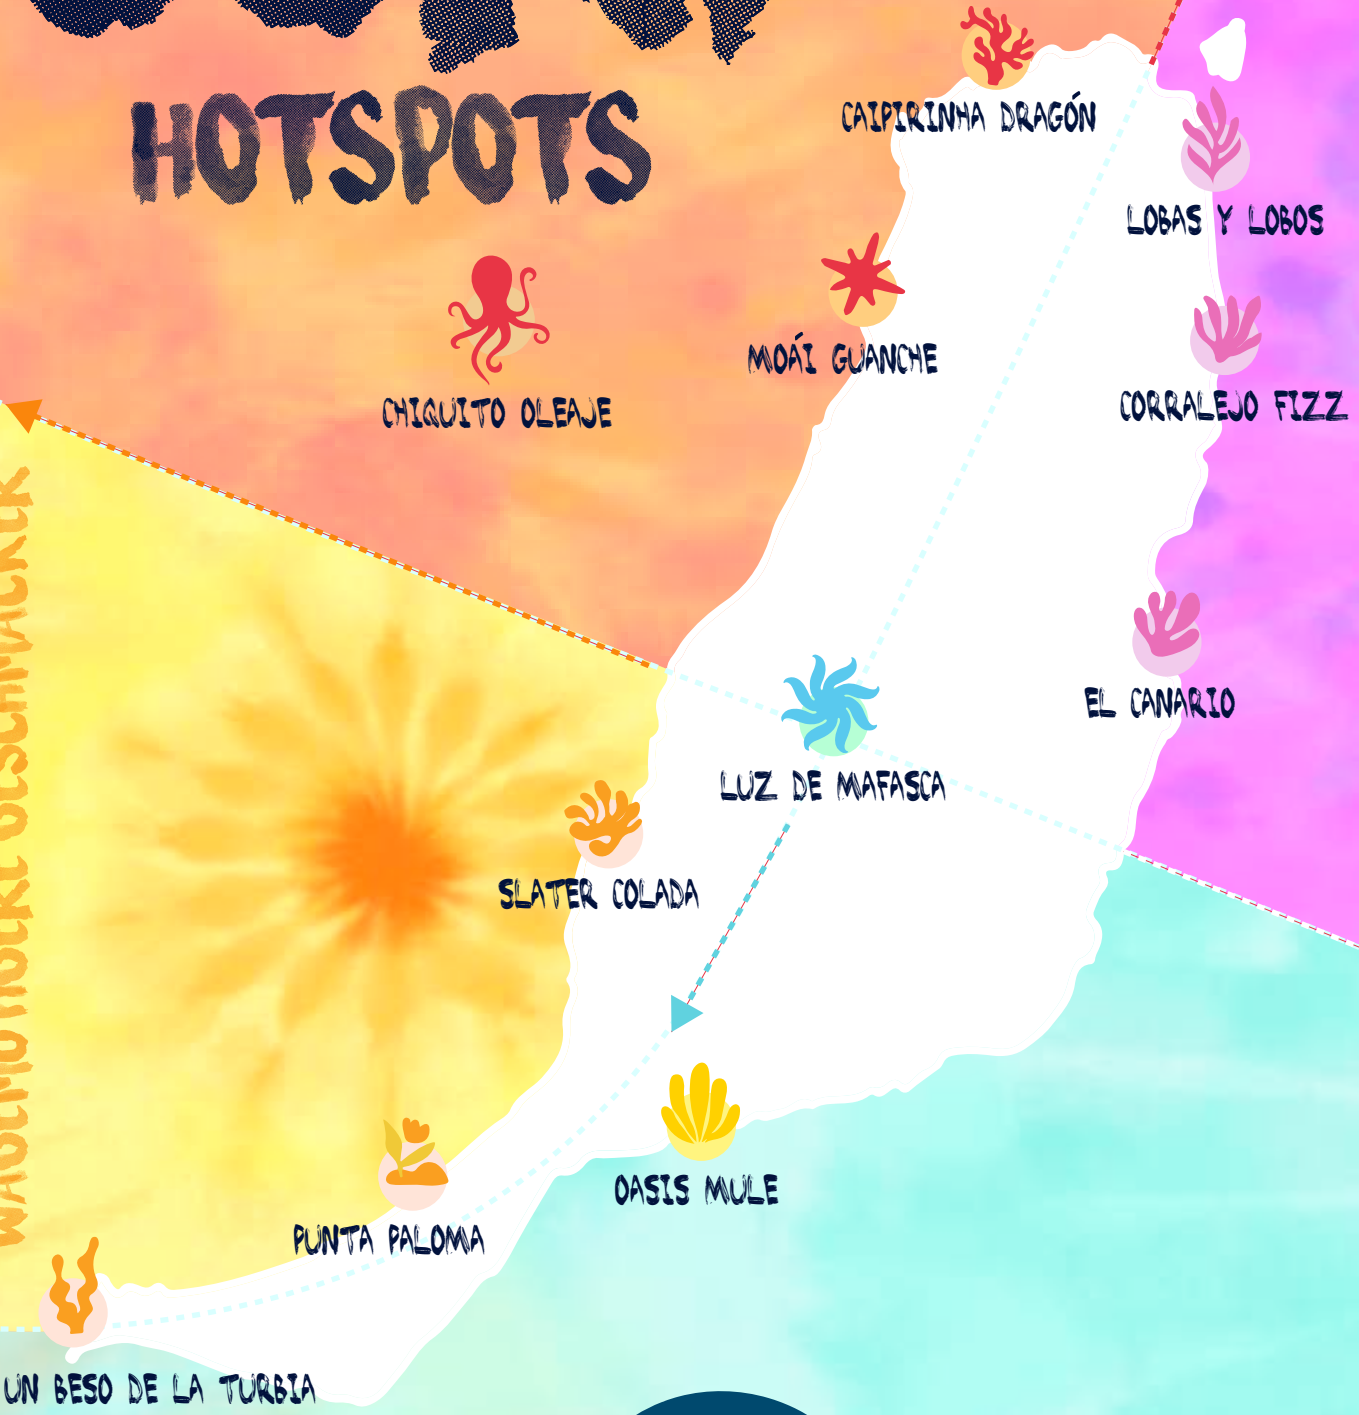 HOTSPOTS
CAIPIRINHA DRAGÓN
LOBAS Y LOBOS
MOÁI GUANCHE
CHIQUITO OLEAJE
CORRALEJO FIZZ
EL CANARIO
LUZ DE MAFASCA
SLATER COLADA
OASIS MULE
PUNTA PALOMA
UN BESO DE LA TURBIA